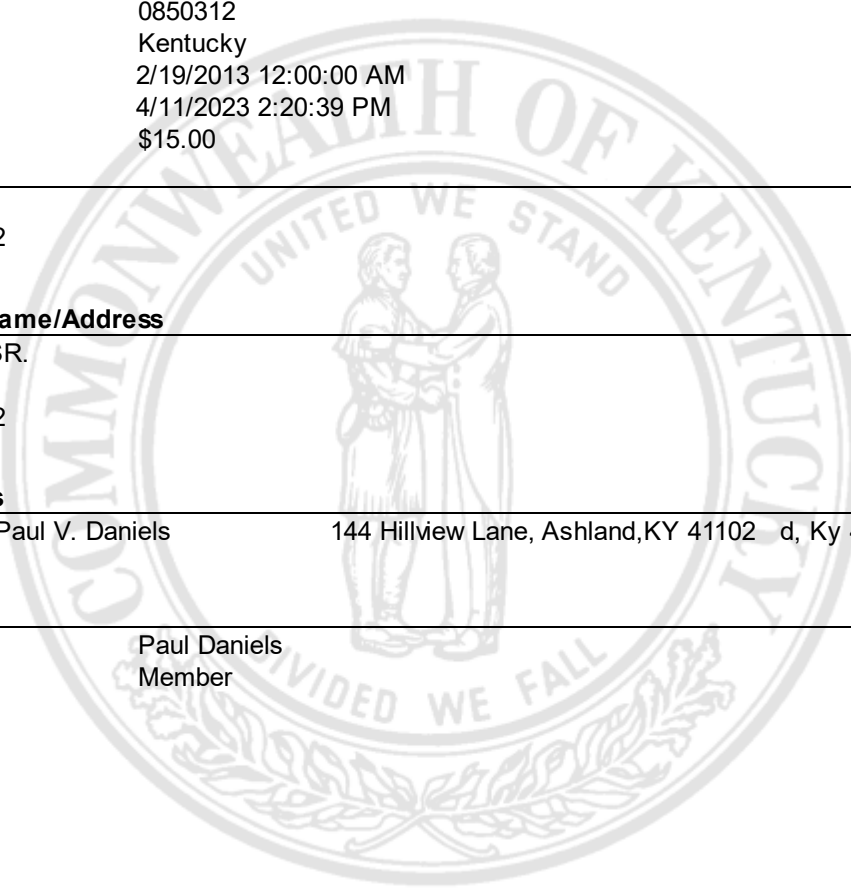 0850312
Kentucky
2/19/2013 12:00:00 AM
4/11/2023 2:20:39 PM
$15.00
2
ame/Address
SR.
2
s
Paul V. Daniels 144 Hillview Lane, Ashland,KY 41102 d, Ky 4
Paul Daniels
Member
COMMONWEALTH OF KENTUCKY
UNITED WE STAND
DIVIDED WE FALL